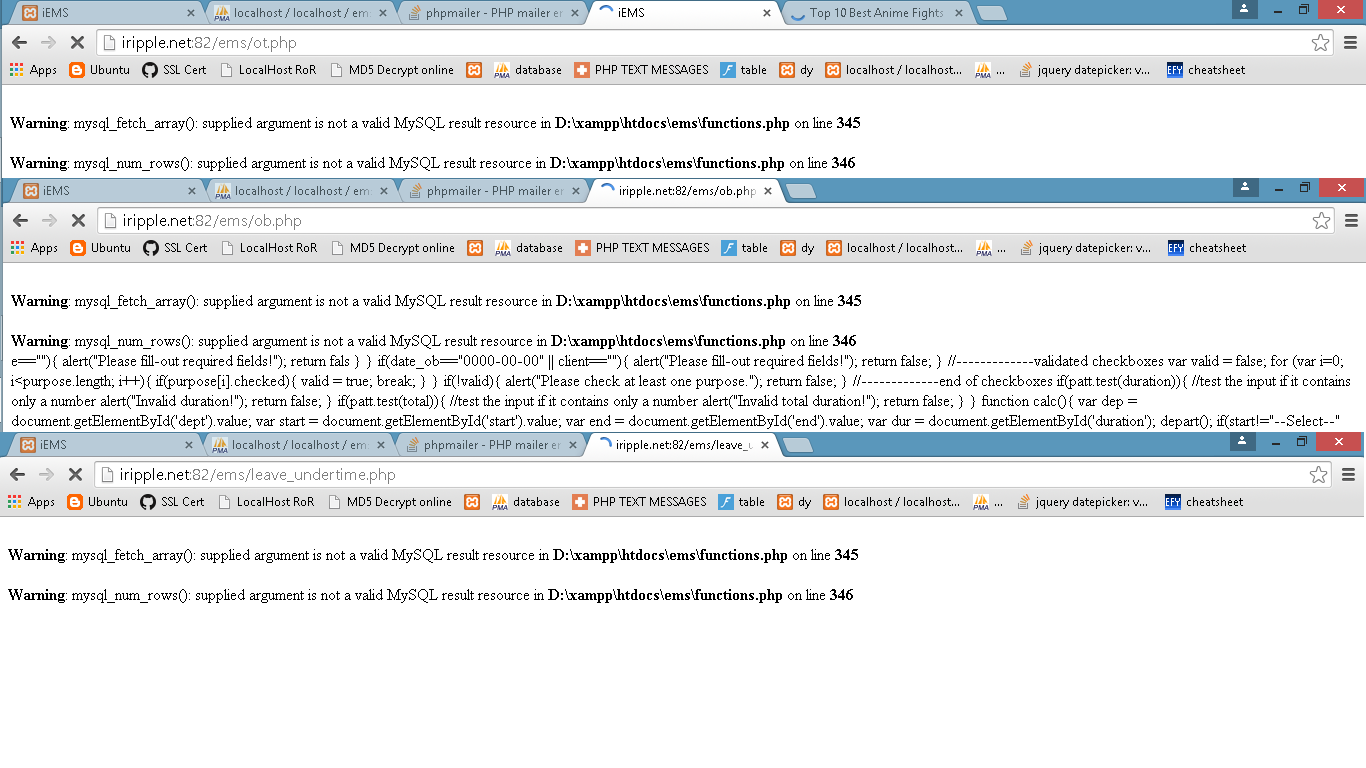 iEMS localhost / localhost / em phpmailer - PHP mailer en iEMS Top 10 Best Anime Fights
iripple.net:82/ems/ot.php
Apps Ubuntu SSL Cert LocalHost RoR MD5 Decrypt online PMA database PHP TEXT MESSAGES table dy localhost / localhost... PMA ... jquery datepicker: v... EFY cheatsheet
Warning: mysql_fetch_array(): supplied argument is not a valid MySQL result resource in D:\xampp\htdocs\ems\functions.php on line 345
Warning: mysql_num_rows(): supplied argument is not a valid MySQL result resource in D:\xampp\htdocs\ems\functions.php on line 346
iEMS localhost / localhost / em phpmailer - PHP mailer en iripple.net:82/ems/ob.php
iripple.net:82/ems/ob.php
Apps Ubuntu SSL Cert LocalHost RoR MD5 Decrypt online PMA database PHP TEXT MESSAGES table dy localhost / localhost... PMA ... jquery datepicker: v... EFY cheatsheet
Warning: mysql_fetch_array(): supplied argument is not a valid MySQL result resource in D:\xampp\htdocs\ems\functions.php on line 345
Warning: mysql_num_rows(): supplied argument is not a valid MySQL result resource in D:\xampp\htdocs\ems\functions.php on line 346
e==""){ alert("Please fill-out required fields!"); return fals } } if(date_ob=="0000-00-00" || client==""){ alert("Please fill-out required fields!"); return false; } //-------------validated checkboxes var valid = false; for (var i=0;
i<purpose.length; i++){ if(purpose[i].checked){ valid = true; break; } } if(!valid){ alert("Please check at least one purpose."); return false; } //-------------end of checkboxes if(patt.test(duration)){ //test the input if it contains
only a number alert("Invalid duration!"); return false; } if(patt.test(total)){ //test the input if it contains only a number alert("Invalid total duration!"); return false; } } function calc(){ var dep =
document.getElementById('dept').value; var start = document.getElementById('start').value; var end = document.getElementById('end').value; var dur = document.getElementById('duration'); depart(); if(start!="--Select--"
iEMS localhost / localhost / em phpmailer - PHP mailer en iripple.net:82/ems/leave_u
iripple.net:82/ems/leave_undertime.php
Apps Ubuntu SSL Cert LocalHost RoR MD5 Decrypt online PMA database PHP TEXT MESSAGES table dy localhost / localhost... PMA ... jquery datepicker: v... EFY cheatsheet
Warning: mysql_fetch_array(): supplied argument is not a valid MySQL result resource in D:\xampp\htdocs\ems\functions.php on line 345
Warning: mysql_num_rows(): supplied argument is not a valid MySQL result resource in D:\xampp\htdocs\ems\functions.php on line 346